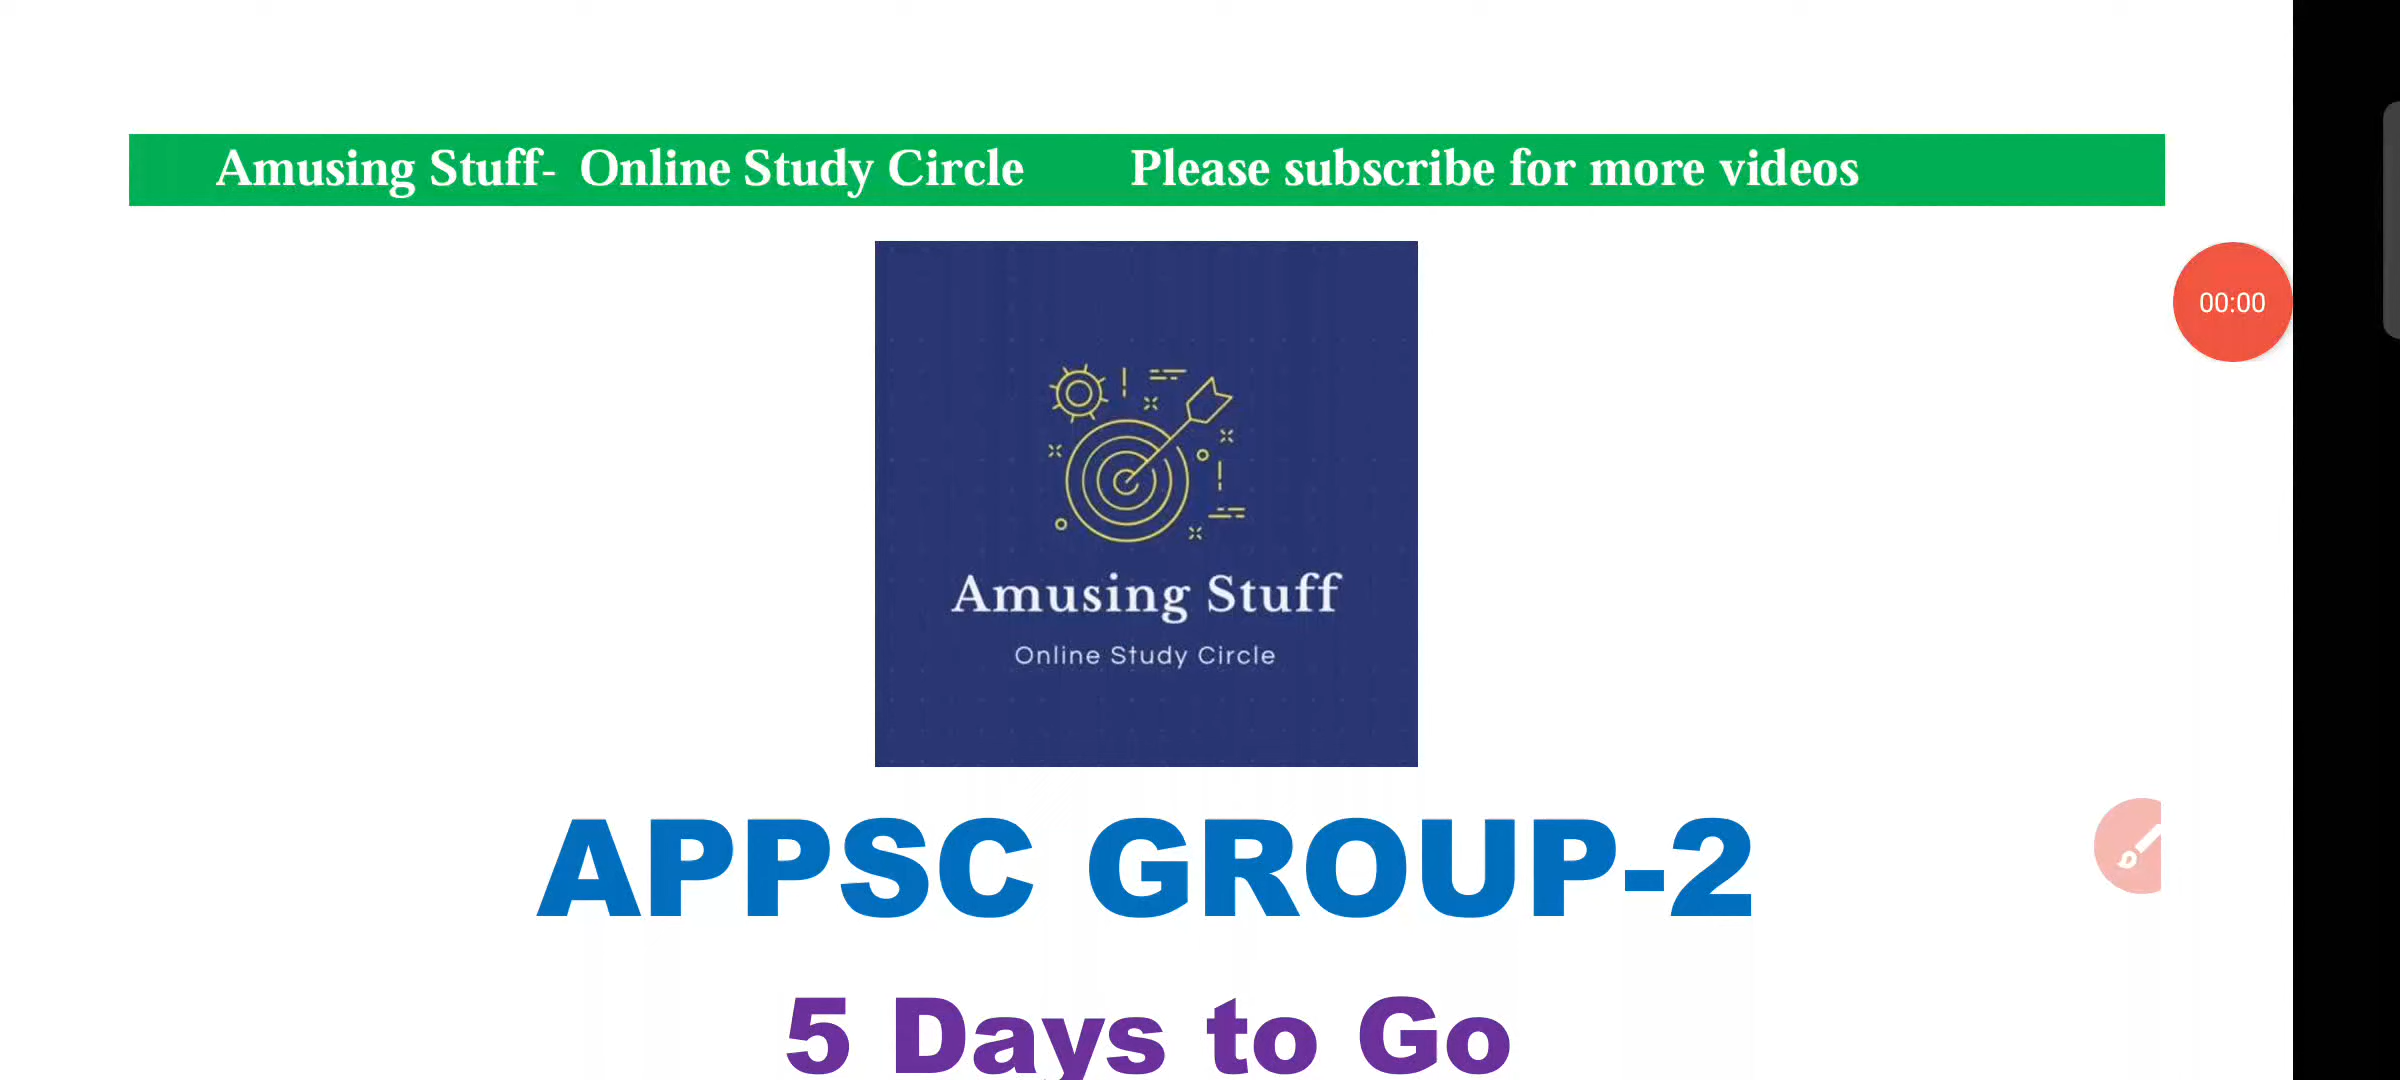 Amusing Stuff- Online Study Circle Please subscribe for more videos
00:00
Amusing Stuff
Online Study Circle
APPSC GROUP-2
5 Days to Go